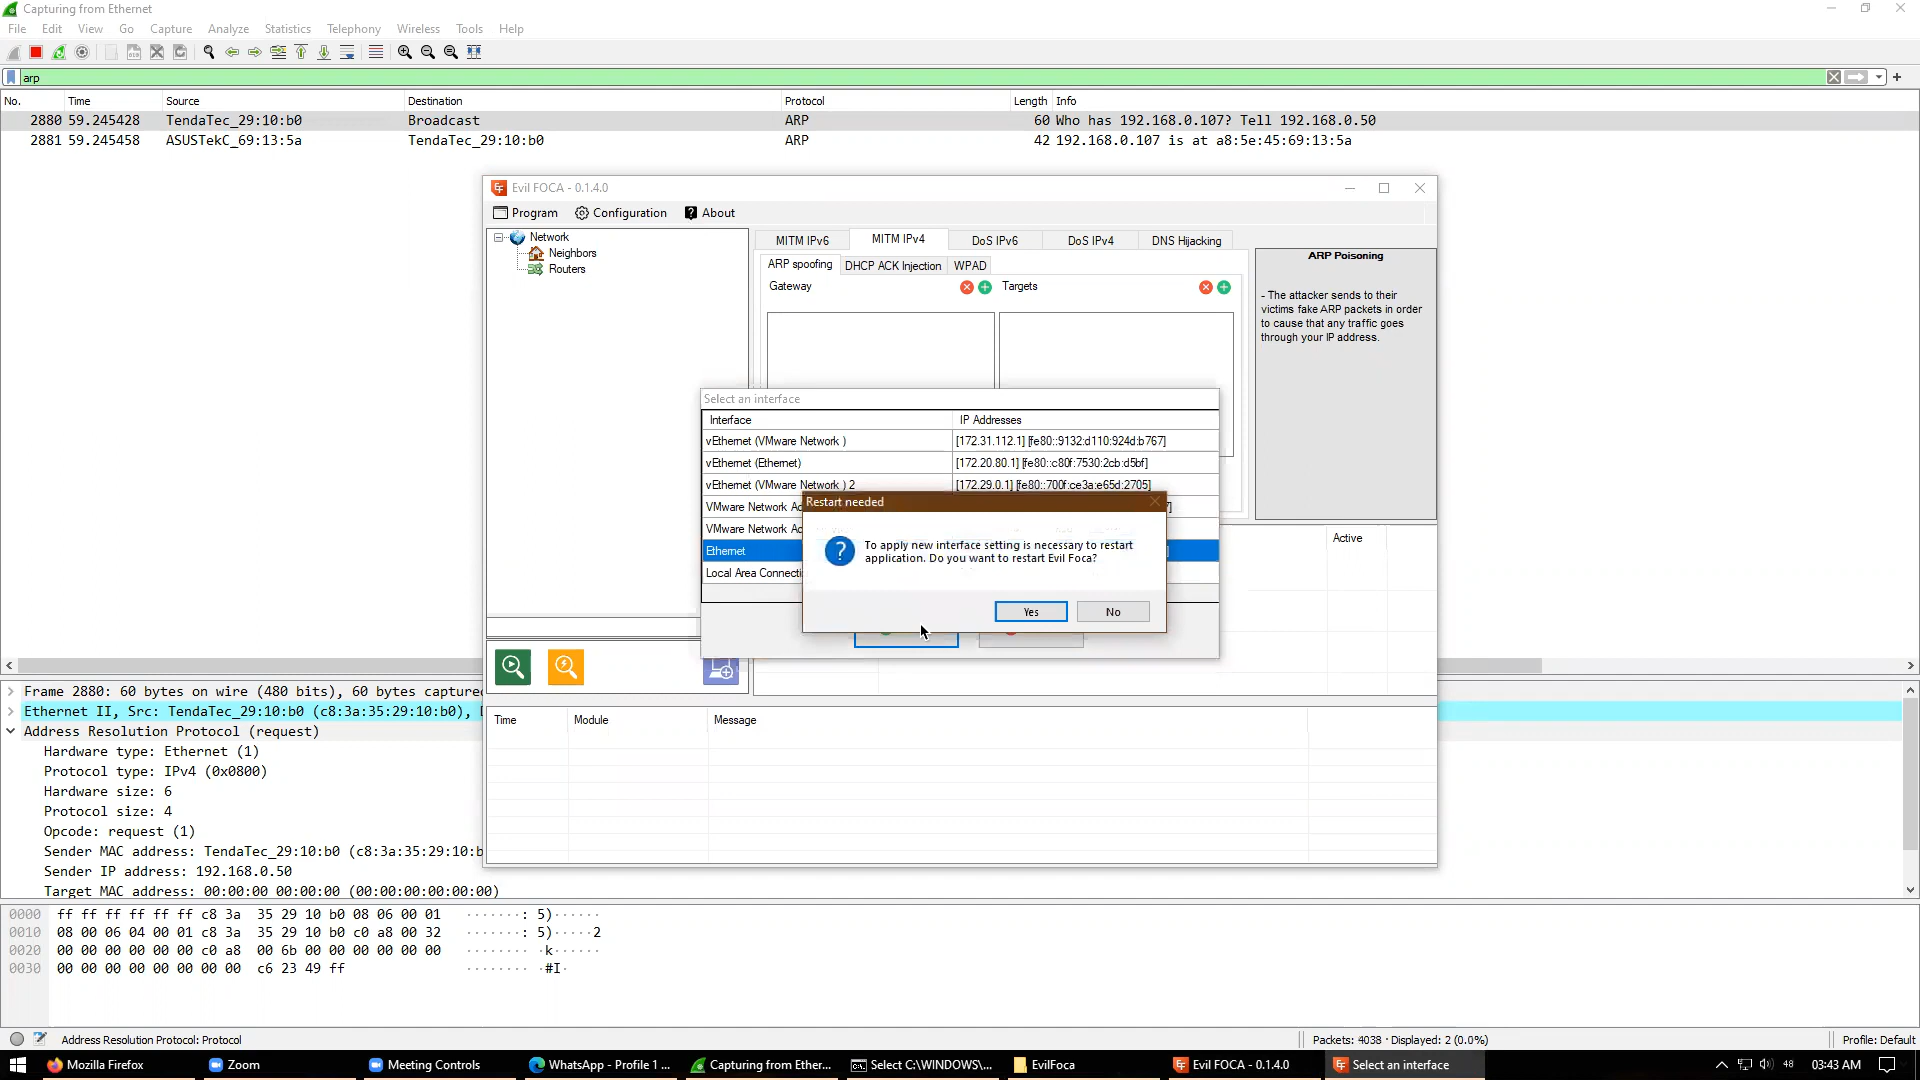 Capturing from Ethernet
File Edit View Go Capture Analyze Statistics Telephony Wireless Tools Help
arp
No. Time Source Destination Protocol Length Info
2880 59.245428 TendaTec_29:10:b0 Broadcast ARP 60 Who has 192.168.0.107? Tell 192.168.0.50
2881 59.245458 ASUSTekC_69:13:5a TendaTec_29:10:b0 ARP 42 192.168.0.107 is at a8:5e:45:69:13:5a
Evil FOCA - 0.1.4.0
Program Configuration About
Network
Neighbors
Routers
MITM IPv6 MITM IPv4 DoS IPv6 DoS IPv4 DNS Hijacking
ARP spoofing DHCP ACK Injection WPAD
Gateway Targets
ARP Poisoning
- The attacker sends to their
victims fake ARP packets in order
to cause that any traffic goes
through your IP address.
Select an interface
Interface IP Addresses
vEthernet (VMware Network ) [172.31.112.1] [fe80::9132:d110:924d:b767]
vEthernet (Ethernet) [172.20.80.1] [fe80::c80f:7530:2cb:d5bf]
vEthernet (VMware Network ) 2 [172.29.0.1] [fe80::700f:ce3a:e65d:2705]
VMware Network Ad
VMware Network Ad
Ethernet
Local Area Connecti
Restart needed
To apply new interface setting is necessary to restart
application. Do you want to restart Evil Foca?
Yes No
Active
Time Module Message
Frame 2880: 60 bytes on wire (480 bits), 60 bytes captured
Ethernet II, Src: TendaTec_29:10:b0 (c8:3a:35:29:10:b0),
Address Resolution Protocol (request)
Hardware type: Ethernet (1)
Protocol type: IPv4 (0x0800)
Hardware size: 6
Protocol size: 4
Opcode: request (1)
Sender MAC address: TendaTec_29:10:b0 (c8:3a:35:29:10:b
Sender IP address: 192.168.0.50
Target MAC address: 00:00:00 00:00:00 (00:00:00:00:00:00)
0000 ff ff ff ff ff ff c8 3a 35 29 10 b0 08 06 00 01 ·······: 5)······
0010 08 00 06 04 00 01 c8 3a 35 29 10 b0 c0 a8 00 32 ·······: 5)·····2
0020 00 00 00 00 00 00 c0 a8 00 6b 00 00 00 00 00 00 ········ ·k······
0030 00 00 00 00 00 00 00 00 c6 23 49 ff ········ ·#I·
Address Resolution Protocol: Protocol Packets: 4038 · Displayed: 2 (0.0%) Profile: Default
Mozilla Firefox Zoom Meeting Controls WhatsApp - Profile 1 ... Capturing from Ether... Select C:\WINDOWS\... EvilFoca Evil FOCA - 0.1.4.0 Select an interface 48 03:43 AM